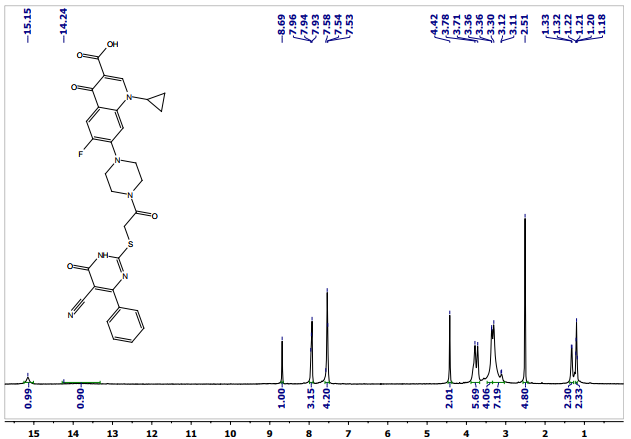 −15.15
−14.24
−8.69
7.96
7.94
7.93
7.58
7.54
7.53
4.42
3.78
3.71
3.36
3.36
3.30
3.12
3.11
−2.51
1.33
1.32
1.22
1.21
1.20
1.18
O
OH
O
N
F
N
N
O
S
NH
O
N
N
0.99
0.90
1.00
3.15
4.20
2.01
5.69
4.06
7.19
4.80
2.30
2.33
15 14 13 12 11 10 9 8 7 6 5 4 3 2 1